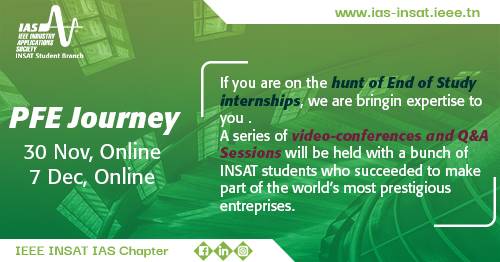 www.ias-insat.ieee.tn
IAS
IEEE INDUSTRY
APPLICATIONS
SOCIETY
INSAT Student Branch
PFE Journey
30 Nov, Online
7 Dec, Online
If you are on the hunt of End of Study
internships, we are bringin expertise to
you .
A series of video-conferences and Q&A
Sessions will be held with a bunch of
INSAT students who succeeded to make
part of the world's most prestigious
entreprises.
IEEE INSAT IAS Chapter